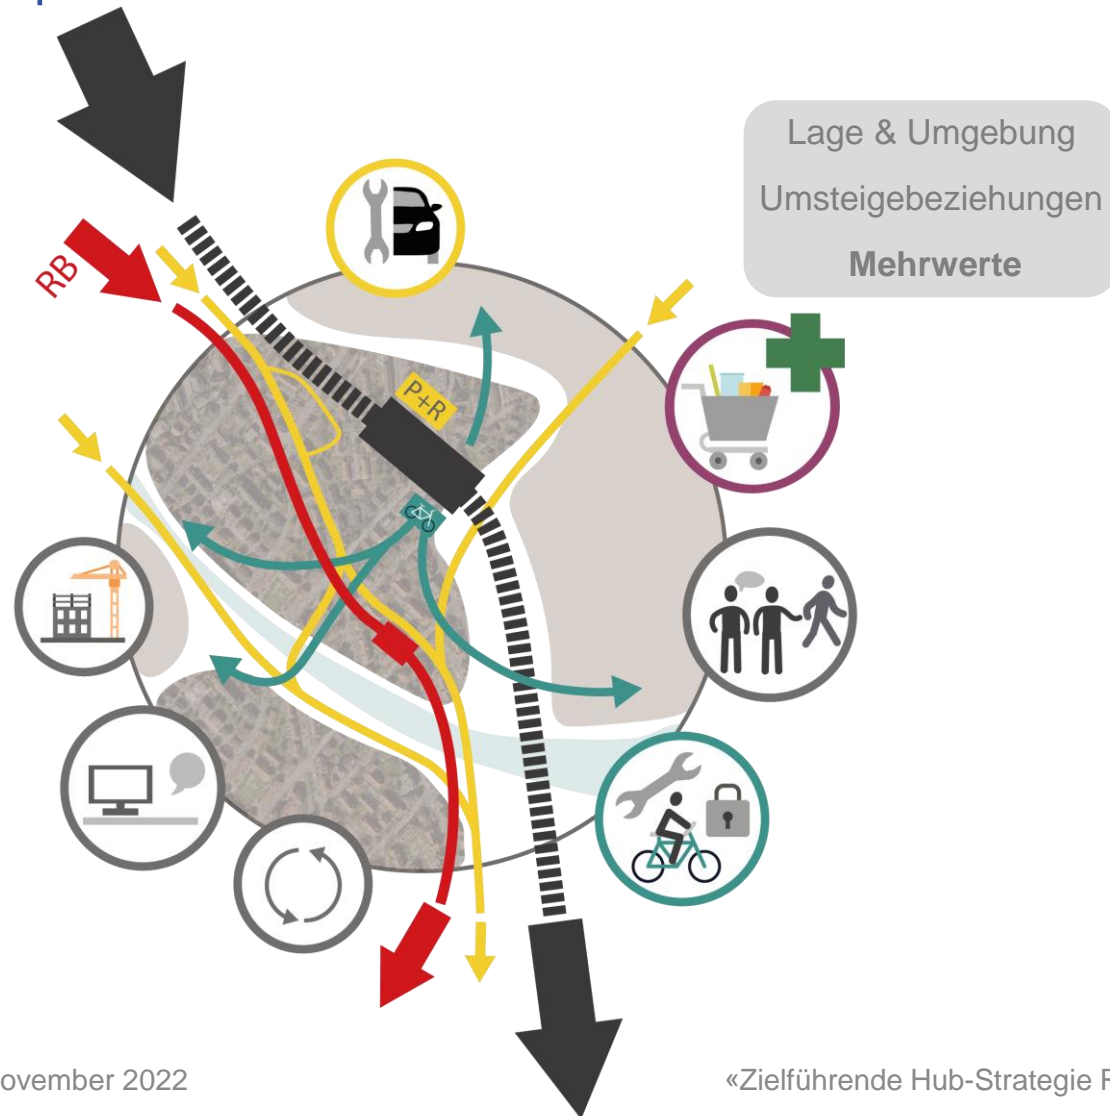 Lage & Umgebung
Umsteigebeziehungen
Mehrwerte
RB
P+R
ovember 2022
«Zielführende Hub-Strategie